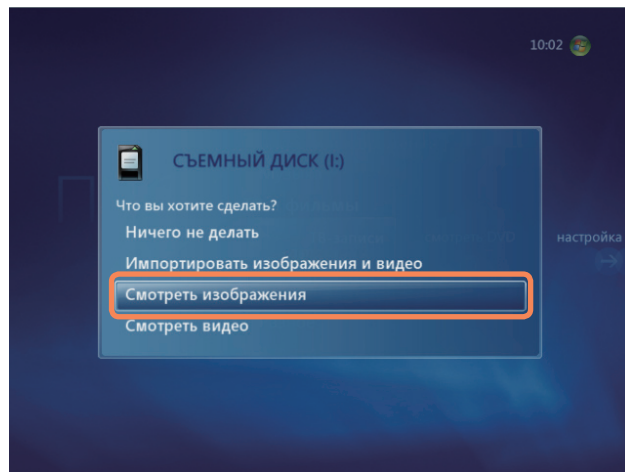 10:02
СЪЕМНЫЙ ДИСК (I:)
Что вы хотите сделать?
Ничего не делать
настройка
Импортировать изображения и видео
Смотреть изображения
Смотреть видео